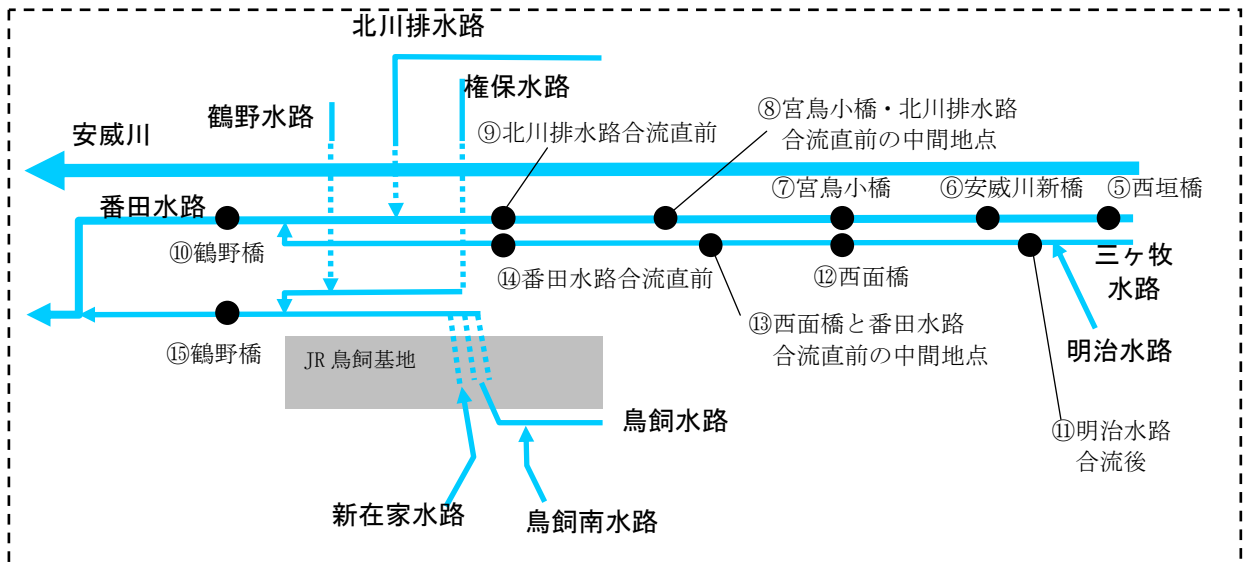 北川排水路
権保水路
鶴野水路
⑧宮鳥小橋・北川排水路
合流直前の中間地点
⑨北川排水路合流直前
安威川
⑦宮鳥小橋
⑥安威川新橋
⑤西垣橋
番田水路
⑩鶴野橋
⑭番田水路合流直前
⑫西面橋
三ヶ牧
水路
⑬西面橋と番田水路
合流直前の中間地点
⑮鶴野橋
JR 鳥飼基地
明治水路
鳥飼水路
⑪明治水路
合流後
新在家水路
鳥飼南水路